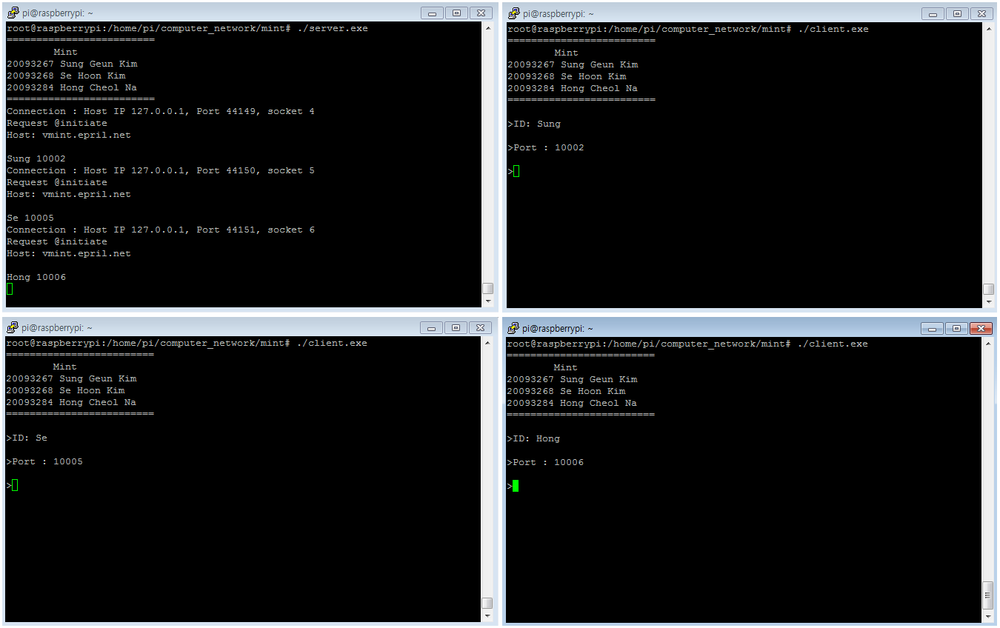 pi@raspberrypi: ~
root@raspberrypi:/home/pi/computer_network/mint# ./server.exe
=========================
Mint
20093267 Sung Geun Kim
20093268 Se Hoon Kim
20093284 Hong Cheol Na
=========================
Connection : Host IP 127.0.0.1, Port 44149, socket 4
Request @initiate
Host: vmint.epril.net
Sung 10002
Connection : Host IP 127.0.0.1, Port 44150, socket 5
Request @initiate
Host: vmint.epril.net
Se 10005
Connection : Host IP 127.0.0.1, Port 44151, socket 6
Request @initiate
Host: vmint.epril.net
Hong 10006
pi@raspberrypi: ~
root@raspberrypi:/home/pi/computer_network/mint# ./client.exe
=========================
Mint
20093267 Sung Geun Kim
20093268 Se Hoon Kim
20093284 Hong Cheol Na
=========================
>ID: Sung
>Port : 10002
>
pi@raspberrypi: ~
root@raspberrypi:/home/pi/computer_network/mint# ./client.exe
=========================
Mint
20093267 Sung Geun Kim
20093268 Se Hoon Kim
20093284 Hong Cheol Na
=========================
>ID: Se
>Port : 10005
>
pi@raspberrypi: ~
root@raspberrypi:/home/pi/computer_network/mint# ./client.exe
=========================
Mint
20093267 Sung Geun Kim
20093268 Se Hoon Kim
20093284 Hong Cheol Na
=========================
>ID: Hong
>Port : 10006
>